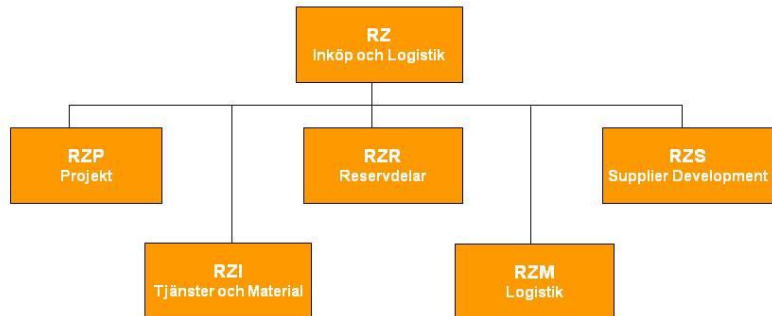 RZ
Inköp och Logistik
RZP
Projekt
RZR
Reservdelar
RZS
Supplier Development
RZI
Tjänster och Material
RZM
Logistik